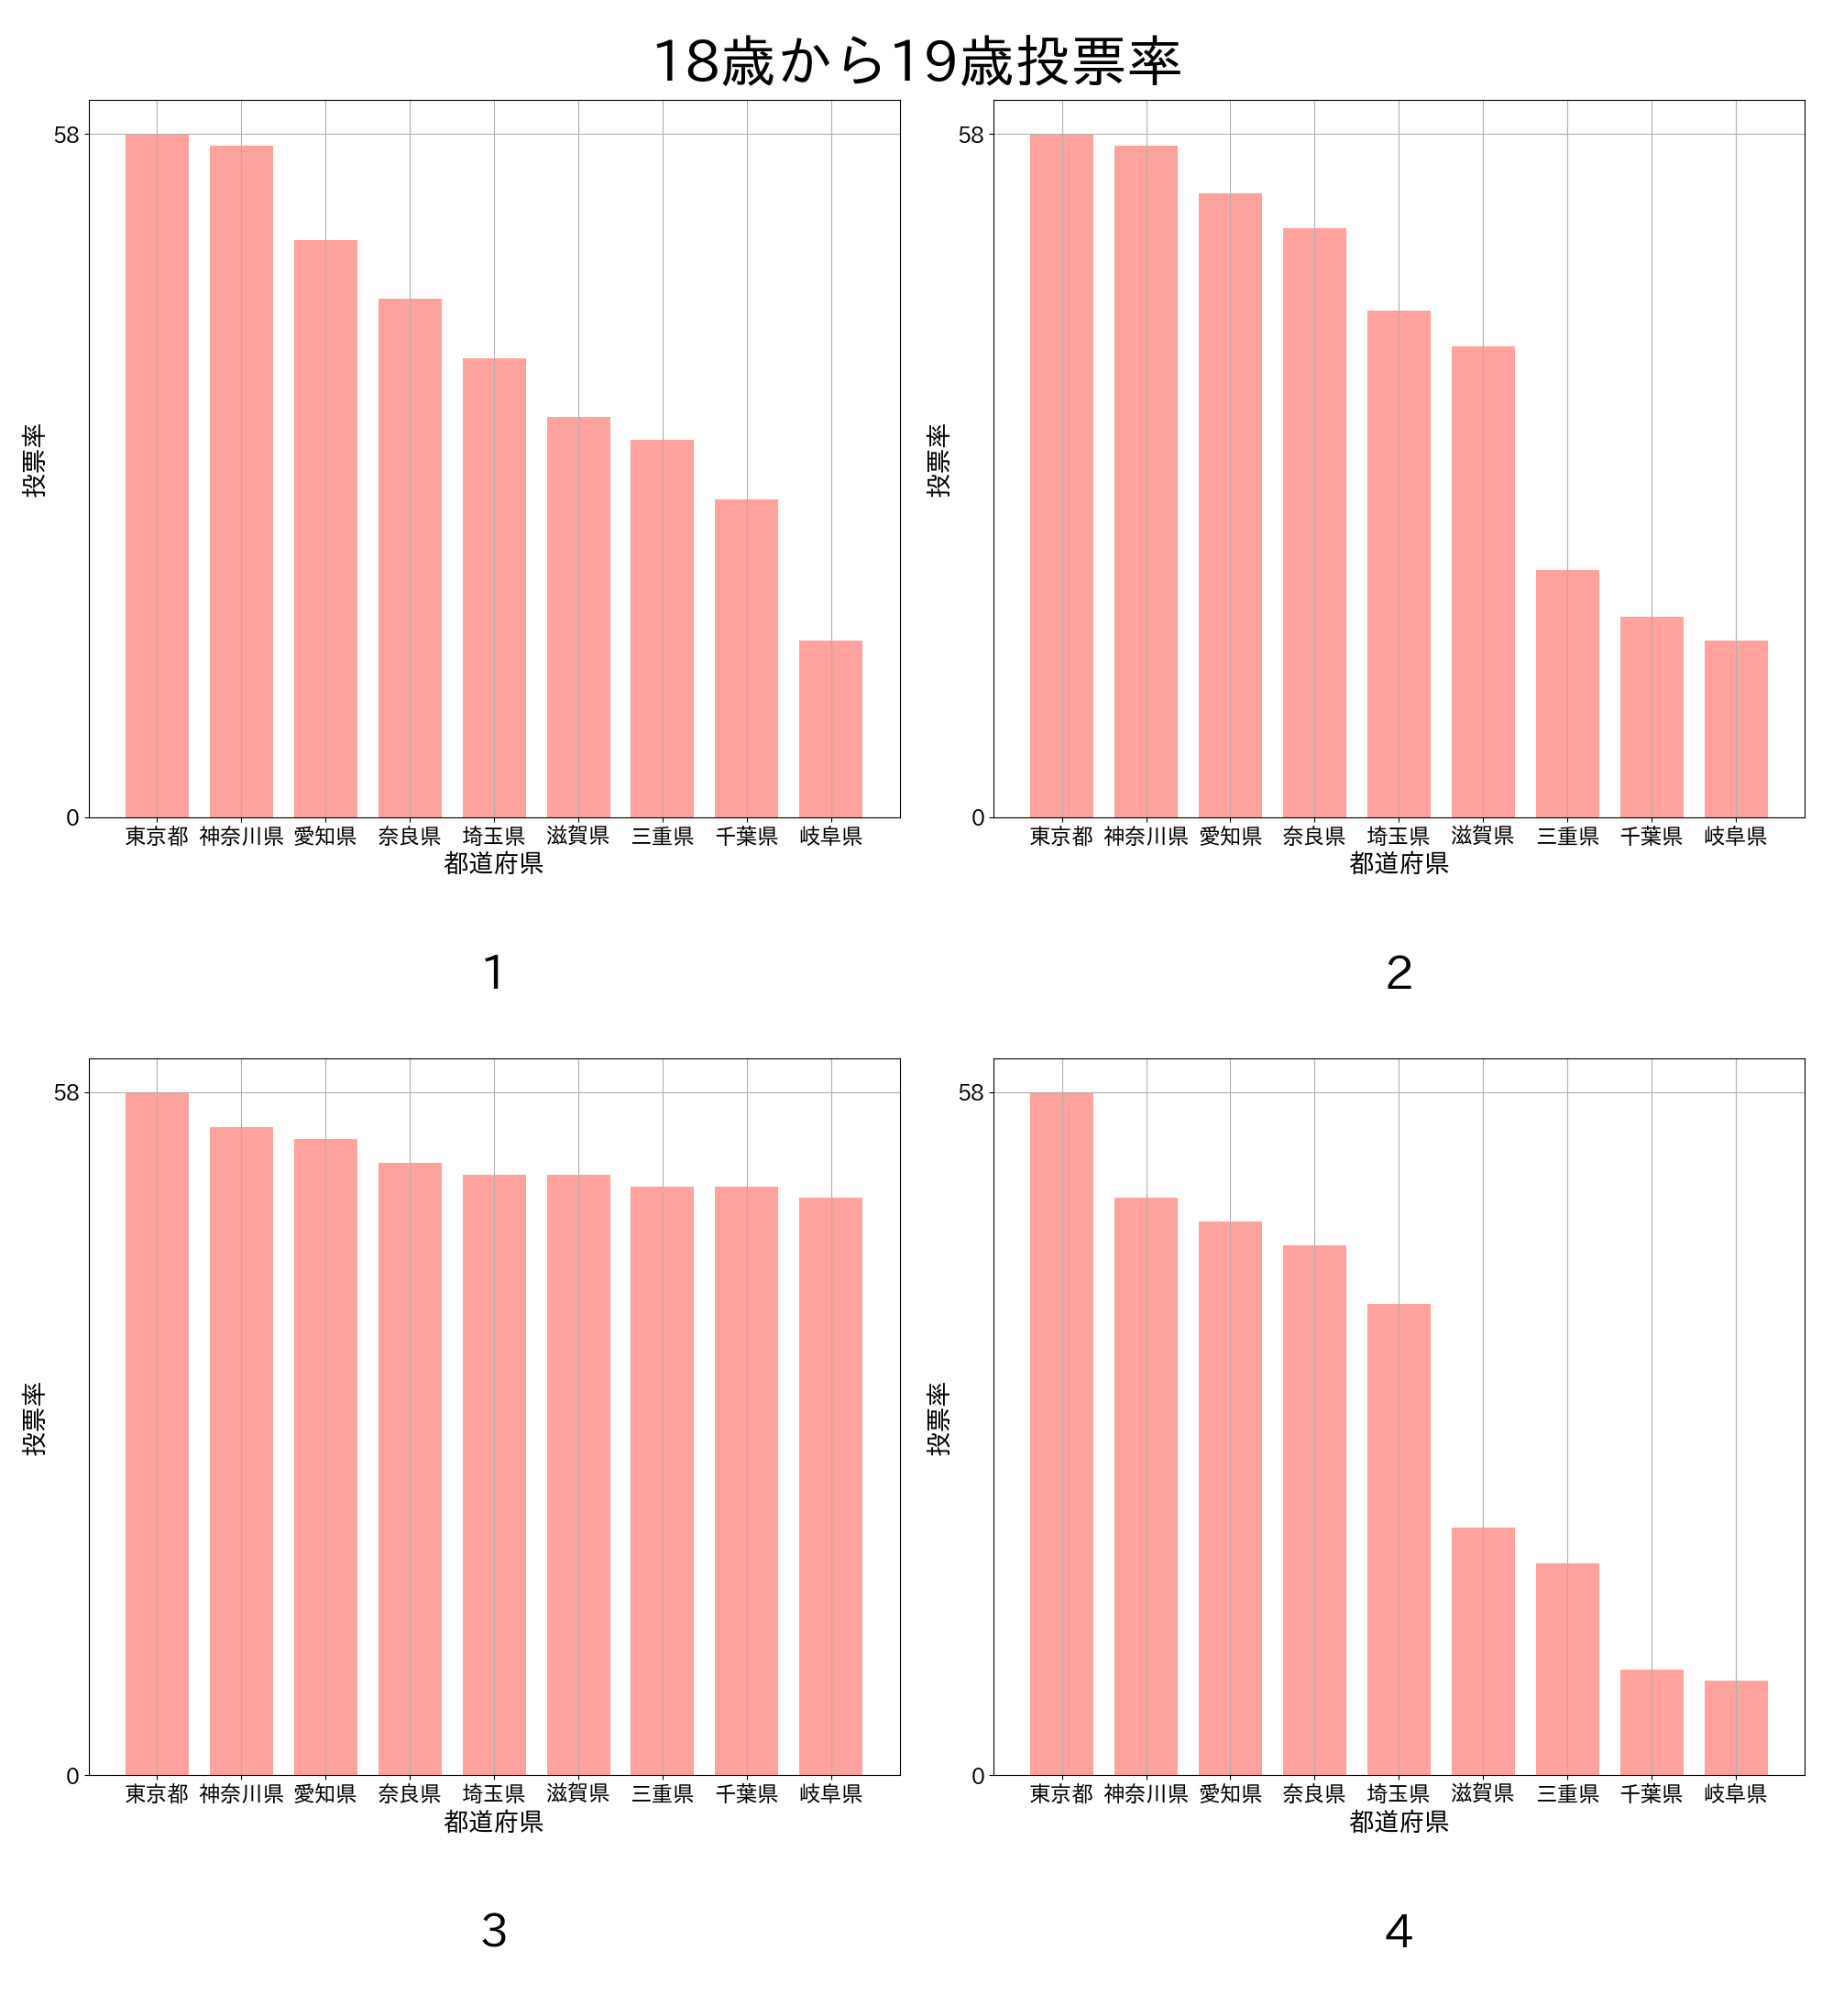 18歳から19歳投票率
58
0
投票率
東京都 神奈川県 愛知県 奈良県 埼玉県 滋賀県 三重県 千葉県 岐阜県
都道府県
1
58
0
投票率
東京都 神奈川県 愛知県 奈良県 埼玉県 滋賀県 三重県 千葉県 岐阜県
都道府県
2
58
0
投票率
東京都 神奈川県 愛知県 奈良県 埼玉県 滋賀県 三重県 千葉県 岐阜県
都道府県
3
58
0
投票率
東京都 神奈川県 愛知県 奈良県 埼玉県 滋賀県 三重県 千葉県 岐阜県
都道府県
4